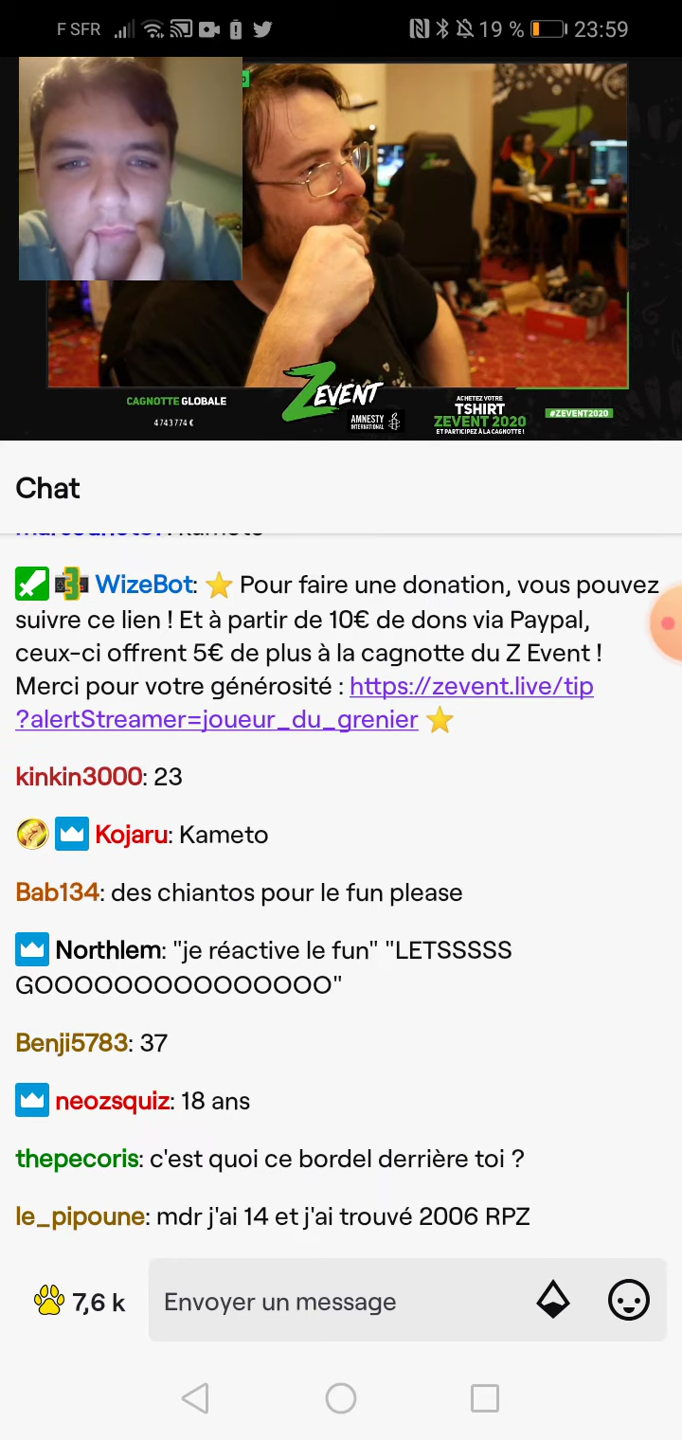 F SFR 19 % 23:59
CAGNOTTE GLOBALE
4743774 €
ZEVENT
AMNESTY
INTERNATIONAL
ACHETEZ VOTRE
TSHIRT
ZEVENT 2020
ET PARTICIPEZ À LA CAGNOTTE !
#ZEVENT2020
Chat
WizeBot: ⭐ Pour faire une donation, vous pouvez
suivre ce lien ! Et à partir de 10€ de dons via Paypal,
ceux-ci offrent 5€ de plus à la cagnotte du Z Event !
Merci pour votre générosité : https://zevent.live/tip
?alertStreamer=joueur_du_grenier ⭐
kinkin3000: 23
Kojaru: Kameto
Bab134: des chiantos pour le fun please
Northlem: "je réactive le fun" "LETSSSSS
GOOOOOOOOOOOOOOO"
Benji5783: 37
neozsquiz: 18 ans
thepecoris: c'est quoi ce bordel derrière toi ?
le_pipoune: mdr j'ai 14 et j'ai trouvé 2006 RPZ
7,6 k
Envoyer un message